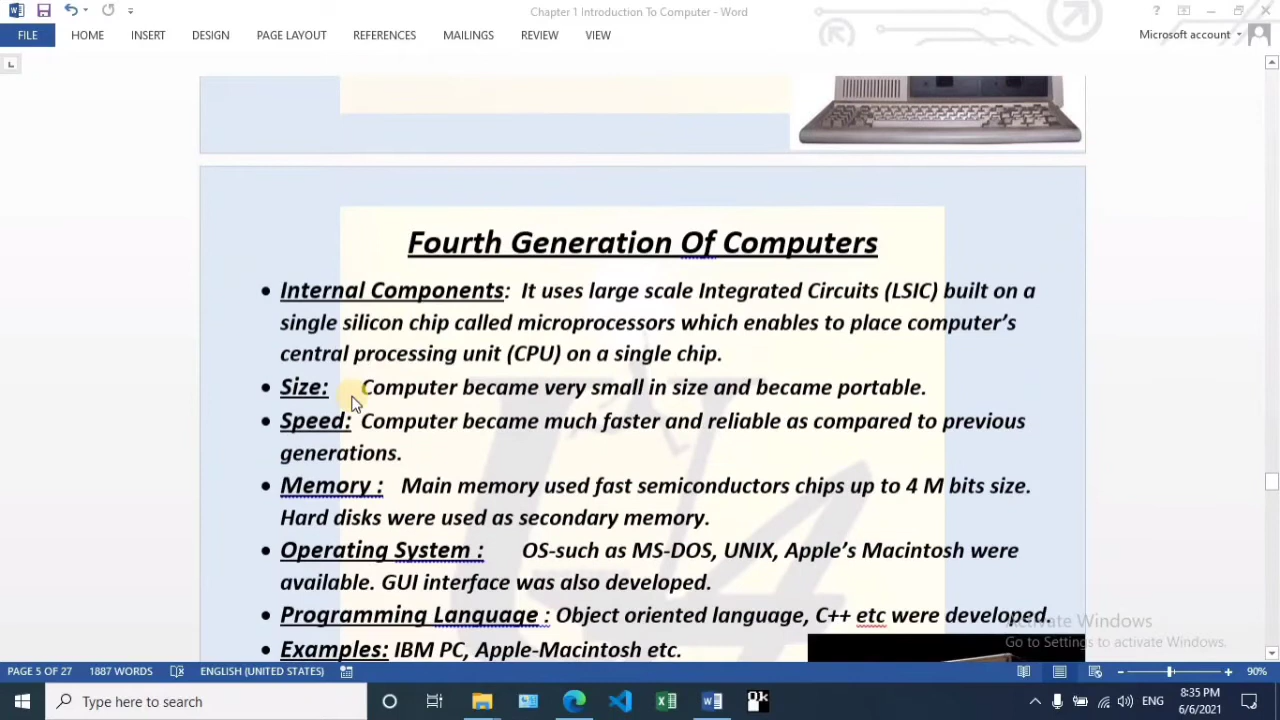 Chapter 1 Introduction To Computer - Word
FILE HOME INSERT DESIGN PAGE LAYOUT REFERENCES MAILINGS REVIEW VIEW Microsoft account
Fourth Generation Of Computers
• Internal Components: It uses large scale Integrated Circuits (LSIC) built on a
single silicon chip called microprocessors which enables to place computer's
central processing unit (CPU) on a single chip.
• Size: Computer became very small in size and became portable.
• Speed: Computer became much faster and reliable as compared to previous
generations.
• Memory : Main memory used fast semiconductors chips up to 4 M bits size.
Hard disks were used as secondary memory.
• Operating System : OS-such as MS-DOS, UNIX, Apple's Macintosh were
available. GUI interface was also developed.
• Programming Language : Object oriented language, C++ etc were developed.
• Examples: IBM PC, Apple-Macintosh etc.
Activate Windows
Go to Settings to activate Windows.
PAGE 5 OF 27 1887 WORDS ENGLISH (UNITED STATES) 90%
Type here to search
ENG
8:35 PM
6/6/2021